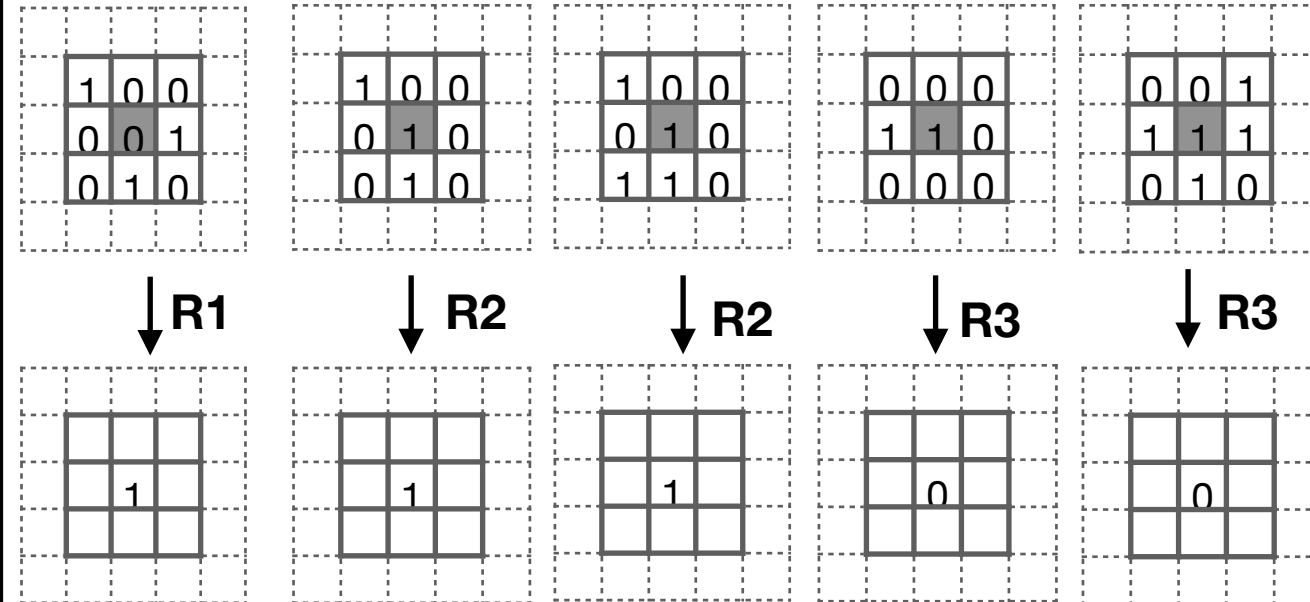 1 0 0 1 0 0 1 0 0 0 0 0 0 0 1
0 0 1 0 1 0 0 1 0 1 1 0 1 1 1
0 1 0 0 1 0 1 1 0 0 0 0 0 1 0
R1 R2 R2 R3 R3
1 1 1 0 0